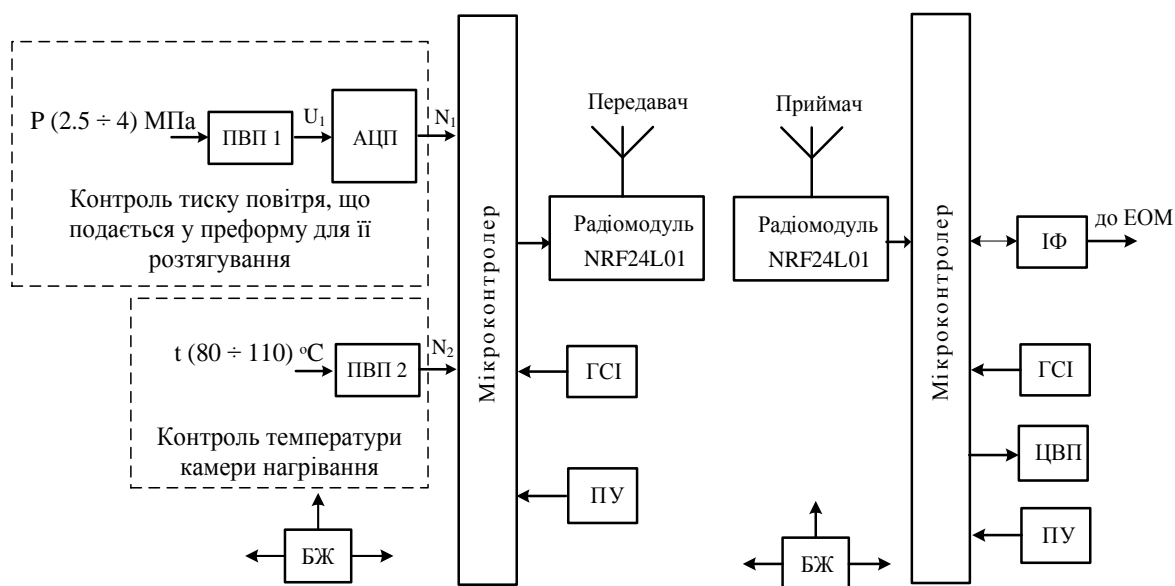 P (2.5 ÷ 4) МПа
ПВП 1
U1
АЦП
N1
Контроль тиску повітря, що
подається у преформу для її
розтягування
t (80 ÷ 110) °C
ПВП 2
N2
Контроль температури
камери нагрівання
БЖ
Мікроконтролер
Передавач
Радіомодуль
NRF24L01
ГСІ
ПУ
Приймач
Радіомодуль
NRF24L01
БЖ
Мікроконтролер
ІФ
до ЕОМ
ГСІ
ЦВП
ПУ